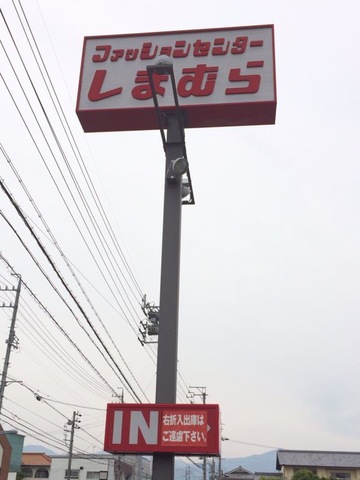 ファッションセンター
しまむら
IN
右折入出庫は
ご遠慮下さい。